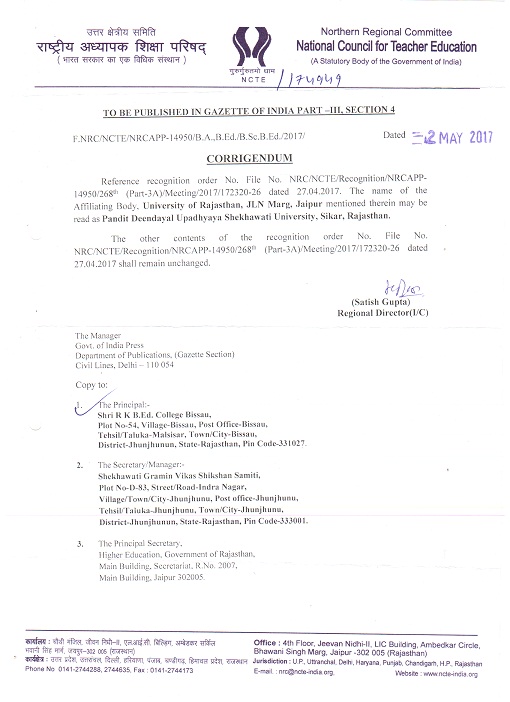 उत्तर क्षेत्रीय समिति
राष्ट्रीय अध्यापक शिक्षा परिषद्
( भारत सरकार का एक विधिक संस्थान )
गुरुर्गुरुतमो धाम
NCTE
Northern Regional Committee
National Council for Teacher Education
(A Statutory Body of the Government of India)
TO BE PUBLISHED IN GAZETTE OF INDIA PART –III, SECTION 4
F.NRC/NCTE/NRCAPP-14950/B.A.,B.Ed./B.Sc.B.Ed./2017/
Dated 2 MAY 2017
CORRIGENDUM
Reference recognition order No. File No. NRC/NCTE/Recognition/NRCAPP-
14950/268th (Part-3A)/Meeting/2017/172320-26 dated 27.04.2017. The name of the
Affiliating Body, University of Rajasthan, JLN Marg, Jaipur mentioned therein may be
read as Pandit Deendayal Upadhyaya Shekhawati University, Sikar, Rajasthan.
The other contents of the recognition order No. File No.
NRC/NCTE/Recognition/NRCAPP-14950/268th (Part-3A)/Meeting/2017/172320-26 dated
27.04.2017 shall remain unchanged.
(Satish Gupta)
Regional Director(I/C)
The Manager
Govt. of India Press
Department of Publications, (Gazette Section)
Civil Lines, Delhi – 110 054
Copy to:
1. The Principal:-
Shri R K B.Ed. College Bissau,
Plot No-54, Village-Bissau, Post Office-Bissau,
Tehsil/Taluka-Malsisar, Town/City-Bissau,
District-Jhunjhunun, State-Rajasthan, Pin Code-331027.
2. The Secretary/Manager:-
Shekhawati Gramin Vikas Shikshan Samiti,
Plot No-D-83, Street/Road-Indra Nagar,
Village/Town/City-Jhunjhunu, Post office-Jhunjhunu,
Tehsil/Taluka-Jhunjhunu, Town/City-Jhunjhunu,
District-Jhunjhunun, State-Rajasthan, Pin Code-333001.
3. The Principal Secretary,
Higher Education, Government of Rajasthan,
Main Building, Secretariat, R.No. 2007,
Main Building, Jaipur 302005.
कार्यालय : चौथी मंजिल, जीवन निधी-II, एल.आई.सी. बिल्डिंग, अम्बेडकर सर्किल
भवानी सिंह मार्ग, जयपुर-302 005 (राजस्थान)
कार्यक्षेत्र : उत्तर प्रदेश, उत्तरांचल, दिल्ली, हरियाणा, पंजाब, चण्डीगढ़, हिमाचल प्रदेश, राजस्थान
Phone No 0141-2744288, 2744635, Fax : 0141-2744173
Office : 4th Floor, Jeevan Nidhi-II, LIC Building, Ambedkar Circle,
Bhawani Singh Marg, Jaipur -302 005 (Rajasthan)
Jurisdiction : U.P., Uttranchal, Delhi, Haryana, Punjab, Chandigarh, H.P., Rajasthan
E-mail. : nrc@ncte-india.org. Website : www.ncte-india.org